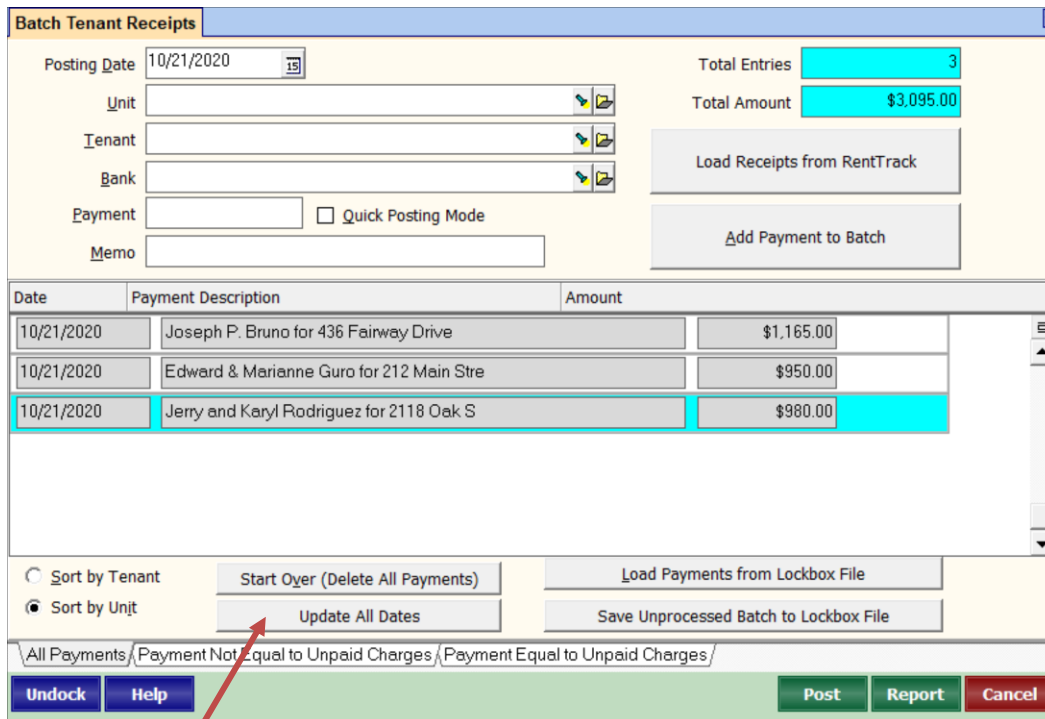 Batch Tenant Receipts
Posting Date 10/21/2020 15 Total Entries 3
Unit Total Amount $3,095.00
Tenant
Load Receipts from RentTrack
Bank
Payment Quick Posting Mode
Add Payment to Batch
Memo
Date Payment Description Amount
10/21/2020 Joseph P. Bruno for 436 Fairway Drive $1,165.00
10/21/2020 Edward & Marianne Guro for 212 Main Stre $950.00
10/21/2020 Jerry and Karyl Rodriguez for 2118 Oak S $980.00
Sort by Tenant Start Over (Delete All Payments) Load Payments from Lockbox File
Sort by Unit Update All Dates Save Unprocessed Batch to Lockbox File
All Payments Payment Not Equal to Unpaid Charges Payment Equal to Unpaid Charges
Undock Help Post Report Cancel